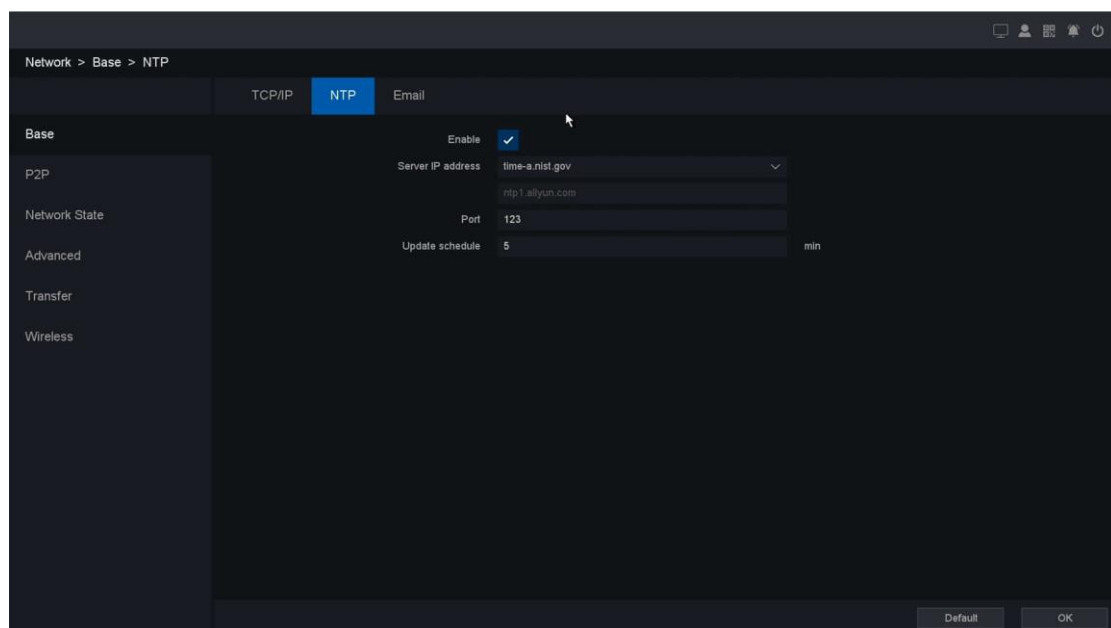 Network > Base > NTP
TCP/IP NTP Email
Base
P2P
Network State
Advanced
Transfer
Wireless
Enable
Server IP address time-a.nist.gov
ntp1.aliyun.com
Port 123
Update schedule 5 min
Default OK